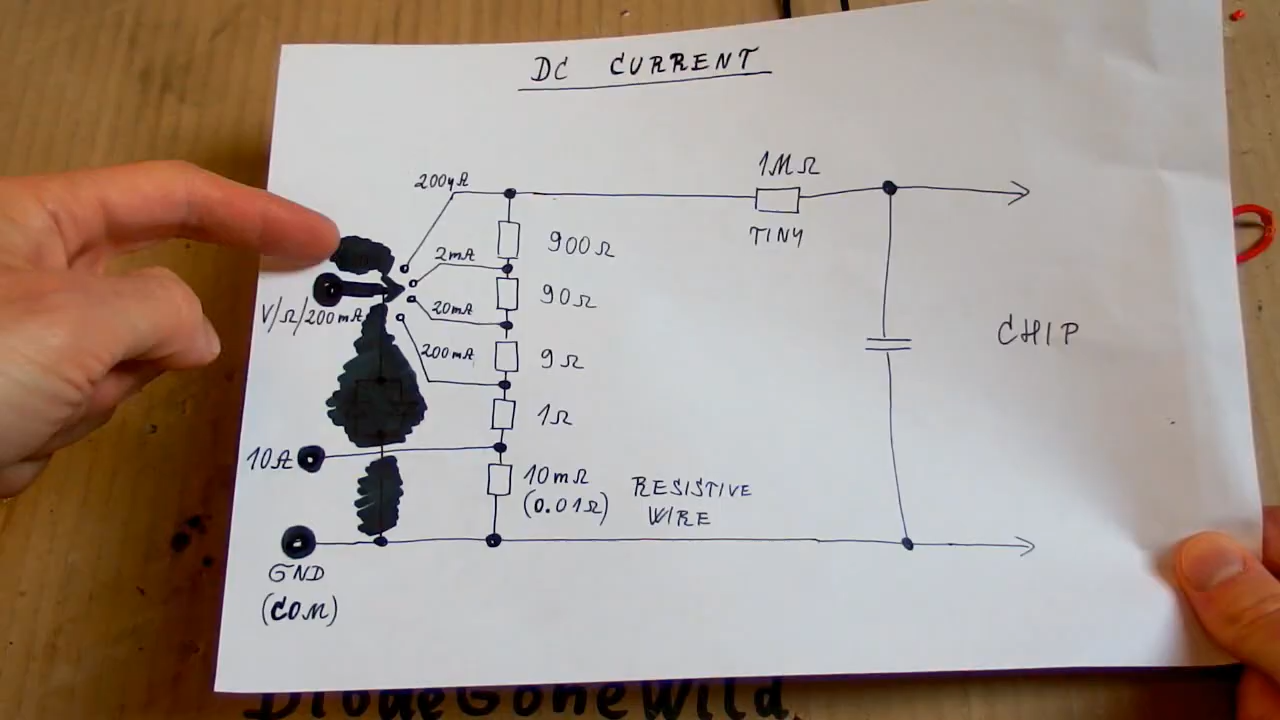 DC CURRENT
200µA
1MΩ
TINY
900Ω
2mA
90Ω
V/Ω/200mA
20mA
CHIP
200mA
9Ω
1Ω
10A
10mΩ
(0.01Ω)
RESISTIVE
WIRE
GND
(COM)
DiodeGoneWild